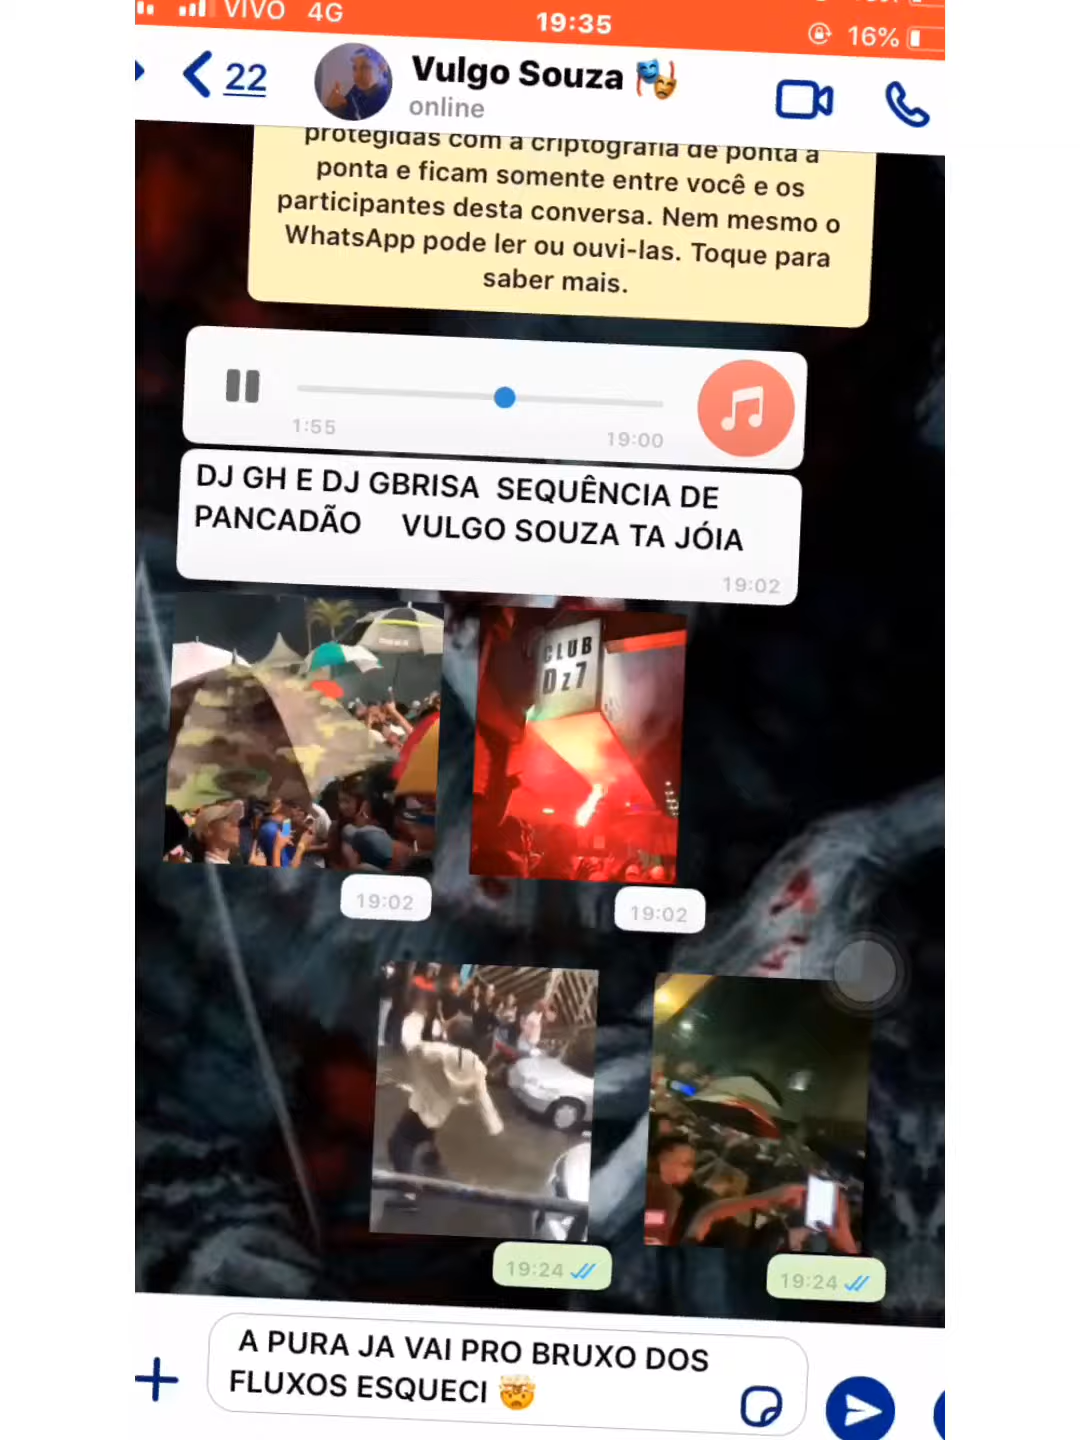 VIVO 4G
19:35
16%
22
Vulgo Souza 🎭
online
protegidas com a criptografia de ponta a
ponta e ficam somente entre você e os
participantes desta conversa. Nem mesmo o
WhatsApp pode ler ou ouvi-las. Toque para
saber mais.
1:55
19:00
DJ GH E DJ GBRISA SEQUÊNCIA DE
PANCADÃO VULGO SOUZA TA JÓIA
19:02
CLUB
Dz7
19:02
19:02
19:24
19:24
A PURA JA VAI PRO BRUXO DOS
FLUXOS ESQUECI 🤯